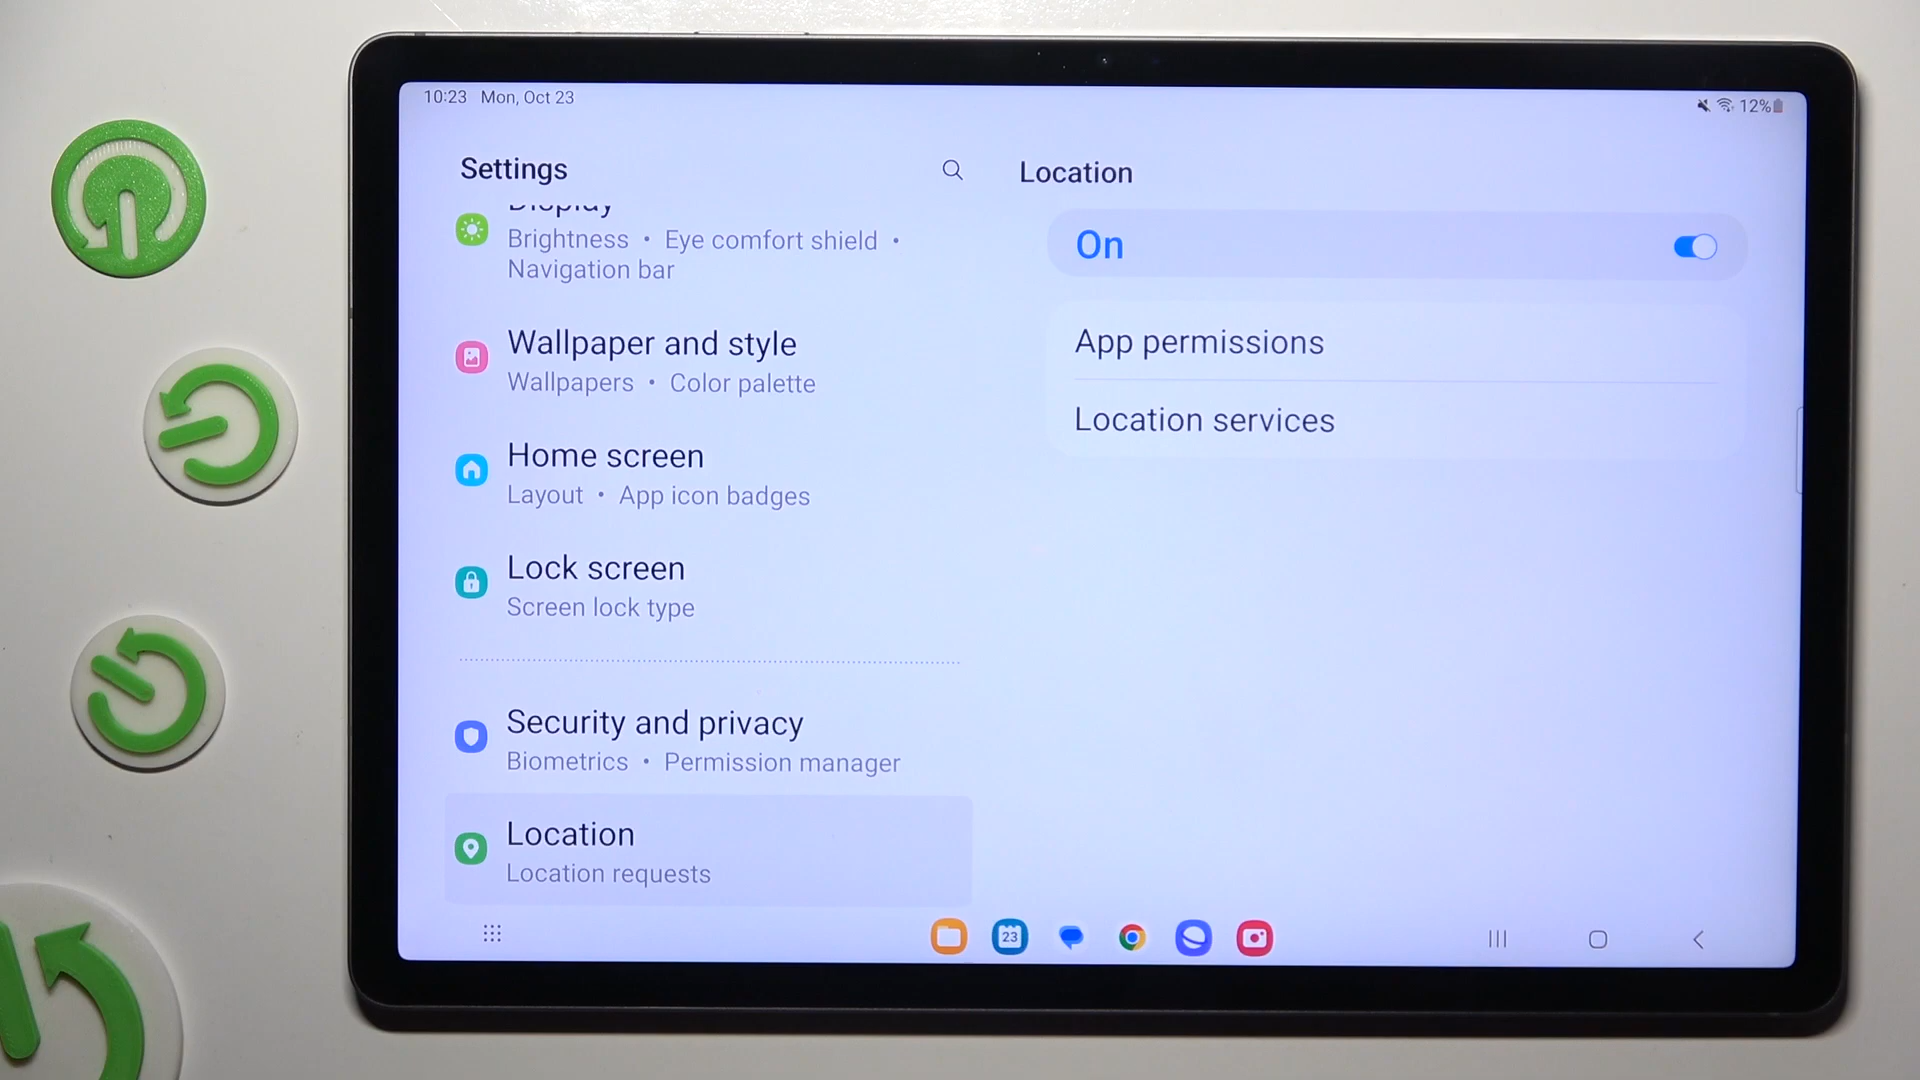 10:23 Mon, Oct 23
12%
Settings
Display
Brightness • Eye comfort shield •
Navigation bar
Wallpaper and style
Wallpapers • Color palette
Home screen
Layout • App icon badges
Lock screen
Screen lock type
Security and privacy
Biometrics • Permission manager
Location
Location requests
Location
On
App permissions
Location services
23